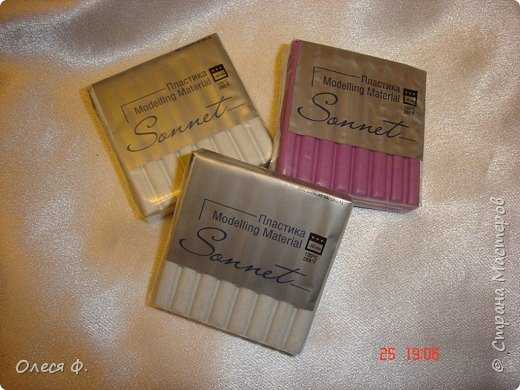 Пластика
Modelling Material
Sonnet
Пластика
Modelling Material
Sonnet
Пластика
Modelling Material
Sonnet
25 19:06
Олеся Ф.
© Страна Мастеров